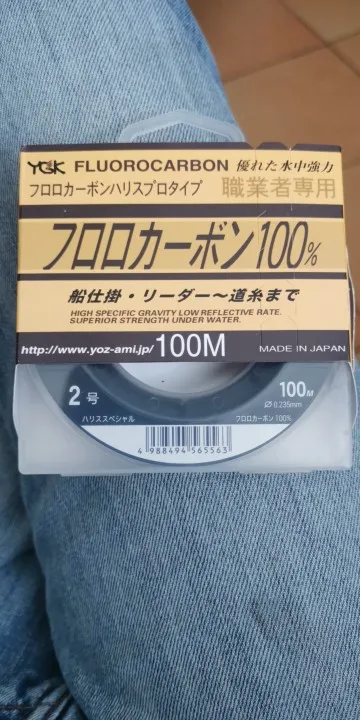 YGK FLUOROCARBON 優れた水中強力
フロロカーボンハリスプロタイプ 職業者専用
フロロカーボン100%
船仕掛・リーダー〜道糸まで
HIGH SPECIFIC GRAVITY LOW REFLECTIVE RATE.
SUPERIOR STRENGTH UNDER WATER.
http://www.yoz-ami.jp/ 100M MADE IN JAPAN
2号 100M
Ø0.235mm
ハリススペシャル フロロカーボン100%
4 988494 565563